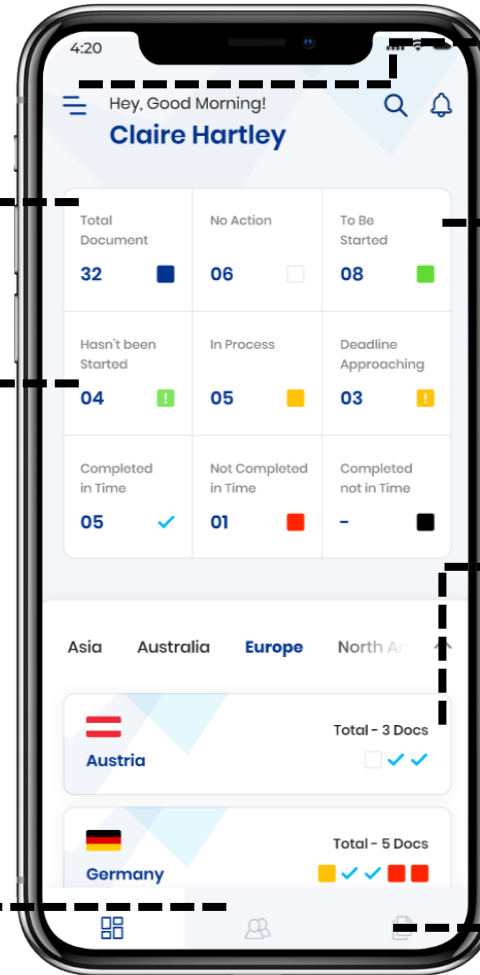 4:20
Hey, Good Morning!
Claire Hartley
Total
Document
32
No Action
06
To Be
Started
08
Hasn't been
Started
04
!
In Process
05
Deadline
Approaching
03
!
Completed
in Time
05
Not Completed
in Time
01
Completed
not in Time
-
Asia Australia Europe North
Total - 3 Docs
Austria
Total - 5 Docs
Germany